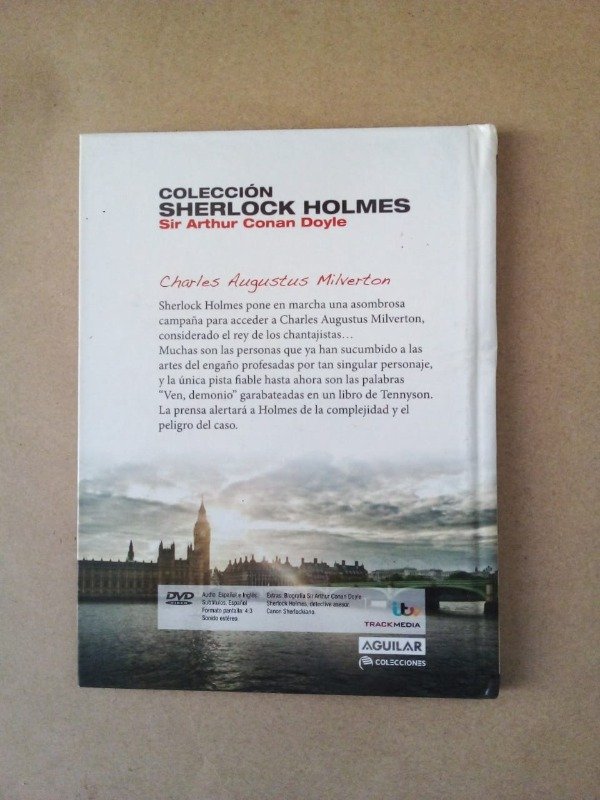 COLECCIÓN
SHERLOCK HOLMES
Sir Arthur Conan Doyle
Charles Augustus Milverton
Sherlock Holmes pone en marcha una asombrosa
campaña para acceder a Charles Augustus Milverton,
considerado el rey de los chantajistas…
Muchas son las personas que ya han sucumbido a las
artes del engaño profesadas por tan singular personaje,
y la única pista fiable hasta ahora son las palabras
“Ven, demonio” garabateadas en un libro de Tennyson.
La prensa alertará a Holmes de la complejidad y el
peligro del caso.
DVD
VIDEO
Audio: Español e Inglés.
Subtítulos: Español
Formato pantalla: 4:3
Sonido estéreo.
Extras: Biografía Sir Arthur Conan Doyle
Sherlock Holmes, detective asesor.
Canon Sherlockiano.
itv
TRACKMEDIA
AGUILAR
COLECCIONES